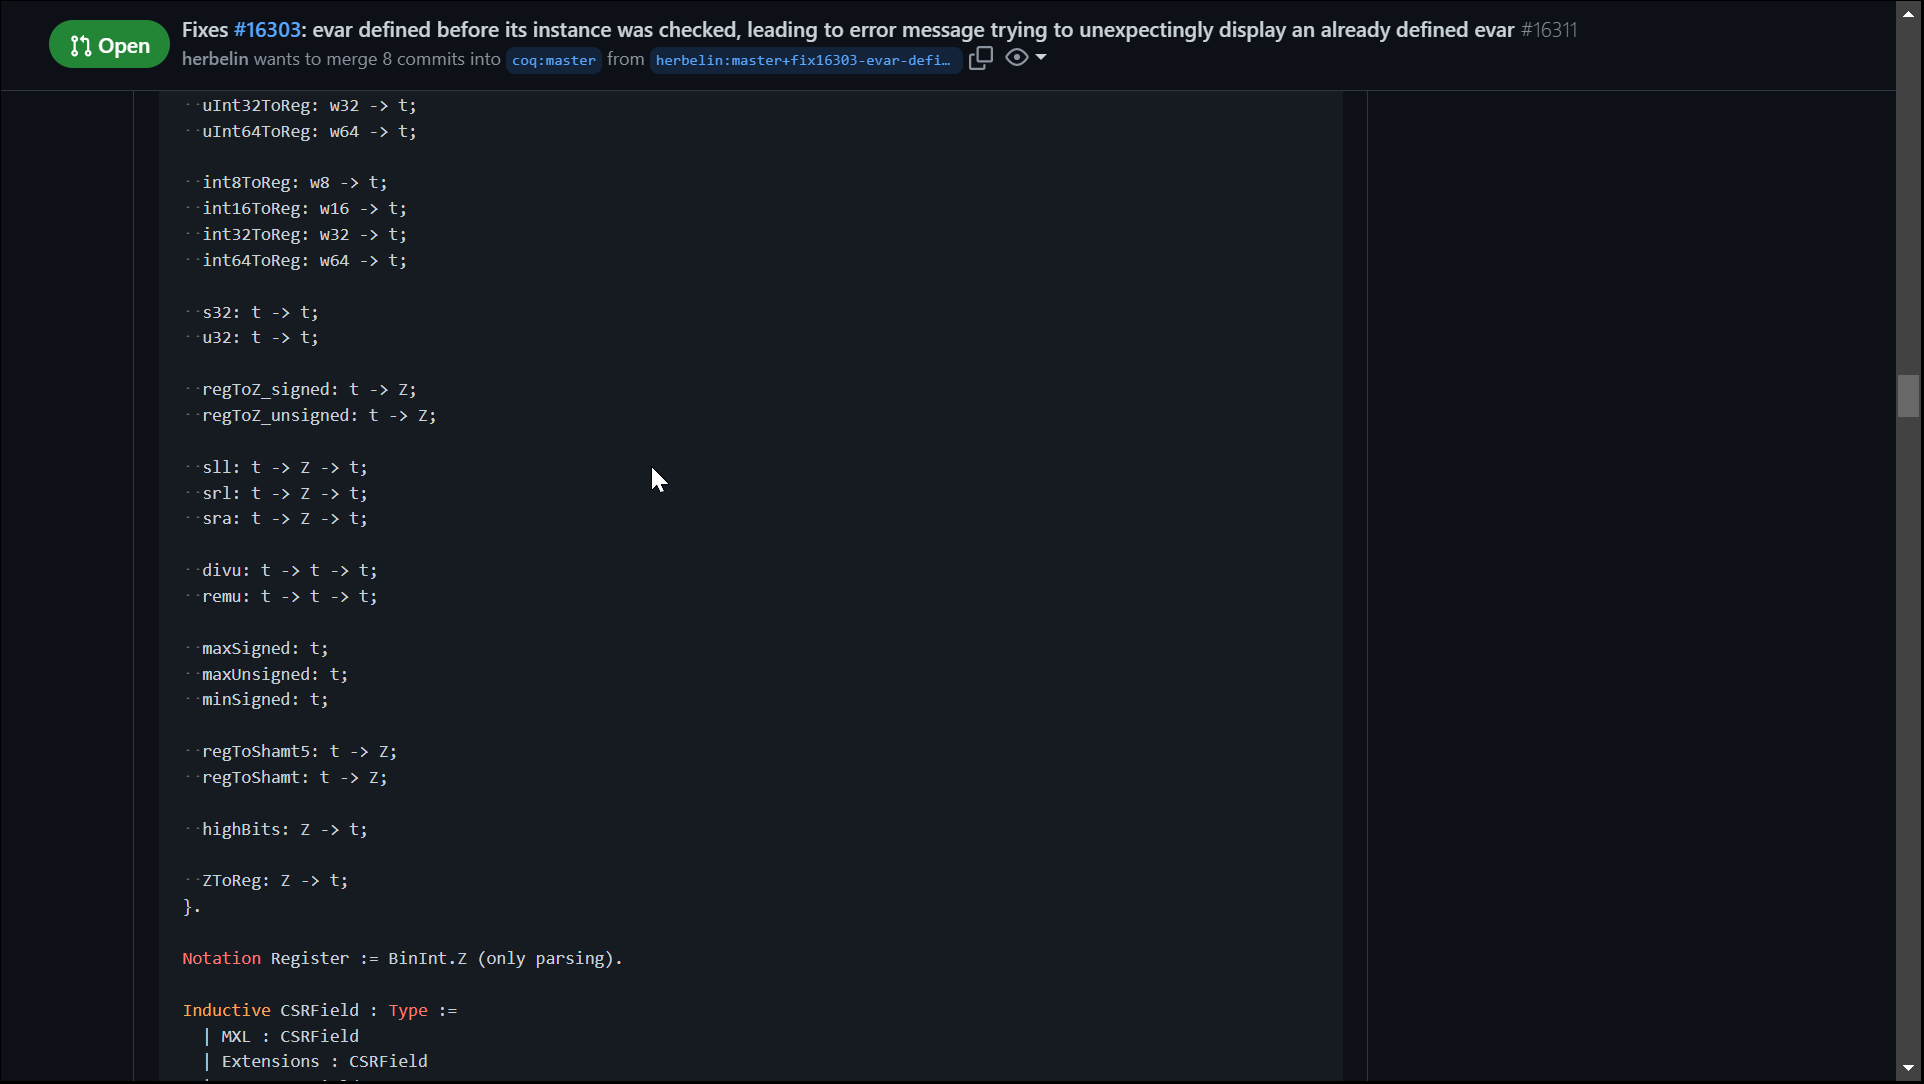 Open
Fixes #16303: evar defined before its instance was checked, leading to error message trying to unexpectingly display an already defined evar #16311
herbelin wants to merge 8 commits into coq:master from herbelin:master+fix16303-evar-defi…
uInt32ToReg: w32 -> t;
uInt64ToReg: w64 -> t;
int8ToReg: w8 -> t;
int16ToReg: w16 -> t;
int32ToReg: w32 -> t;
int64ToReg: w64 -> t;
s32: t -> t;
u32: t -> t;
regToZ_signed: t -> Z;
regToZ_unsigned: t -> Z;
sll: t -> Z -> t;
srl: t -> Z -> t;
sra: t -> Z -> t;
divu: t -> t -> t;
remu: t -> t -> t;
maxSigned: t;
maxUnsigned: t;
minSigned: t;
regToShamt5: t -> Z;
regToShamt: t -> Z;
highBits: Z -> t;
ZToReg: Z -> t;
}.
Notation Register := BinInt.Z (only parsing).
Inductive CSRField : Type :=
| MXL : CSRField
| Extensions : CSRField